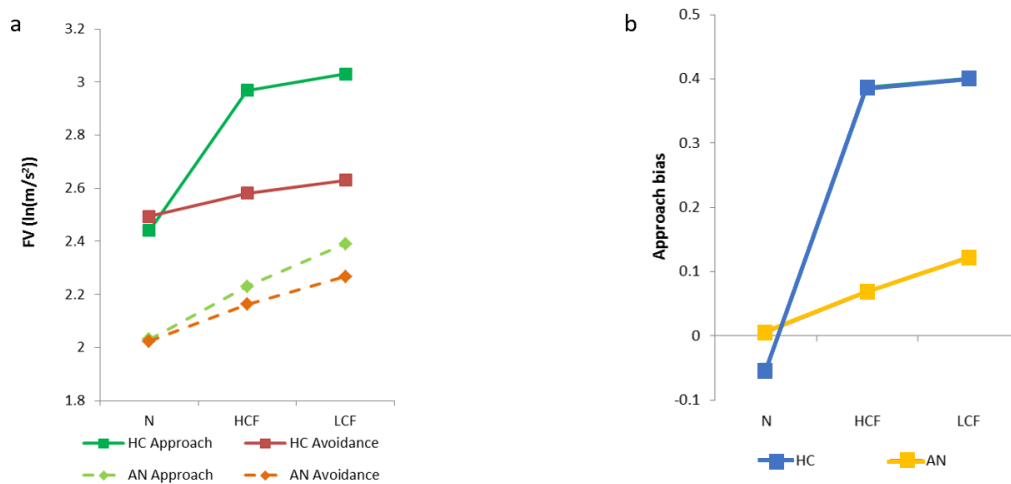 a
3.2
3
2.8
2.6
2.4
2.2
2
1.8
FV (ln(m/s²))
N HCF LCF
HC Approach HC Avoidance
AN Approach AN Avoidance
b
0.5
0.4
0.3
0.2
0.1
0
-0.1
Approach bias
N HCF LCF
HC AN